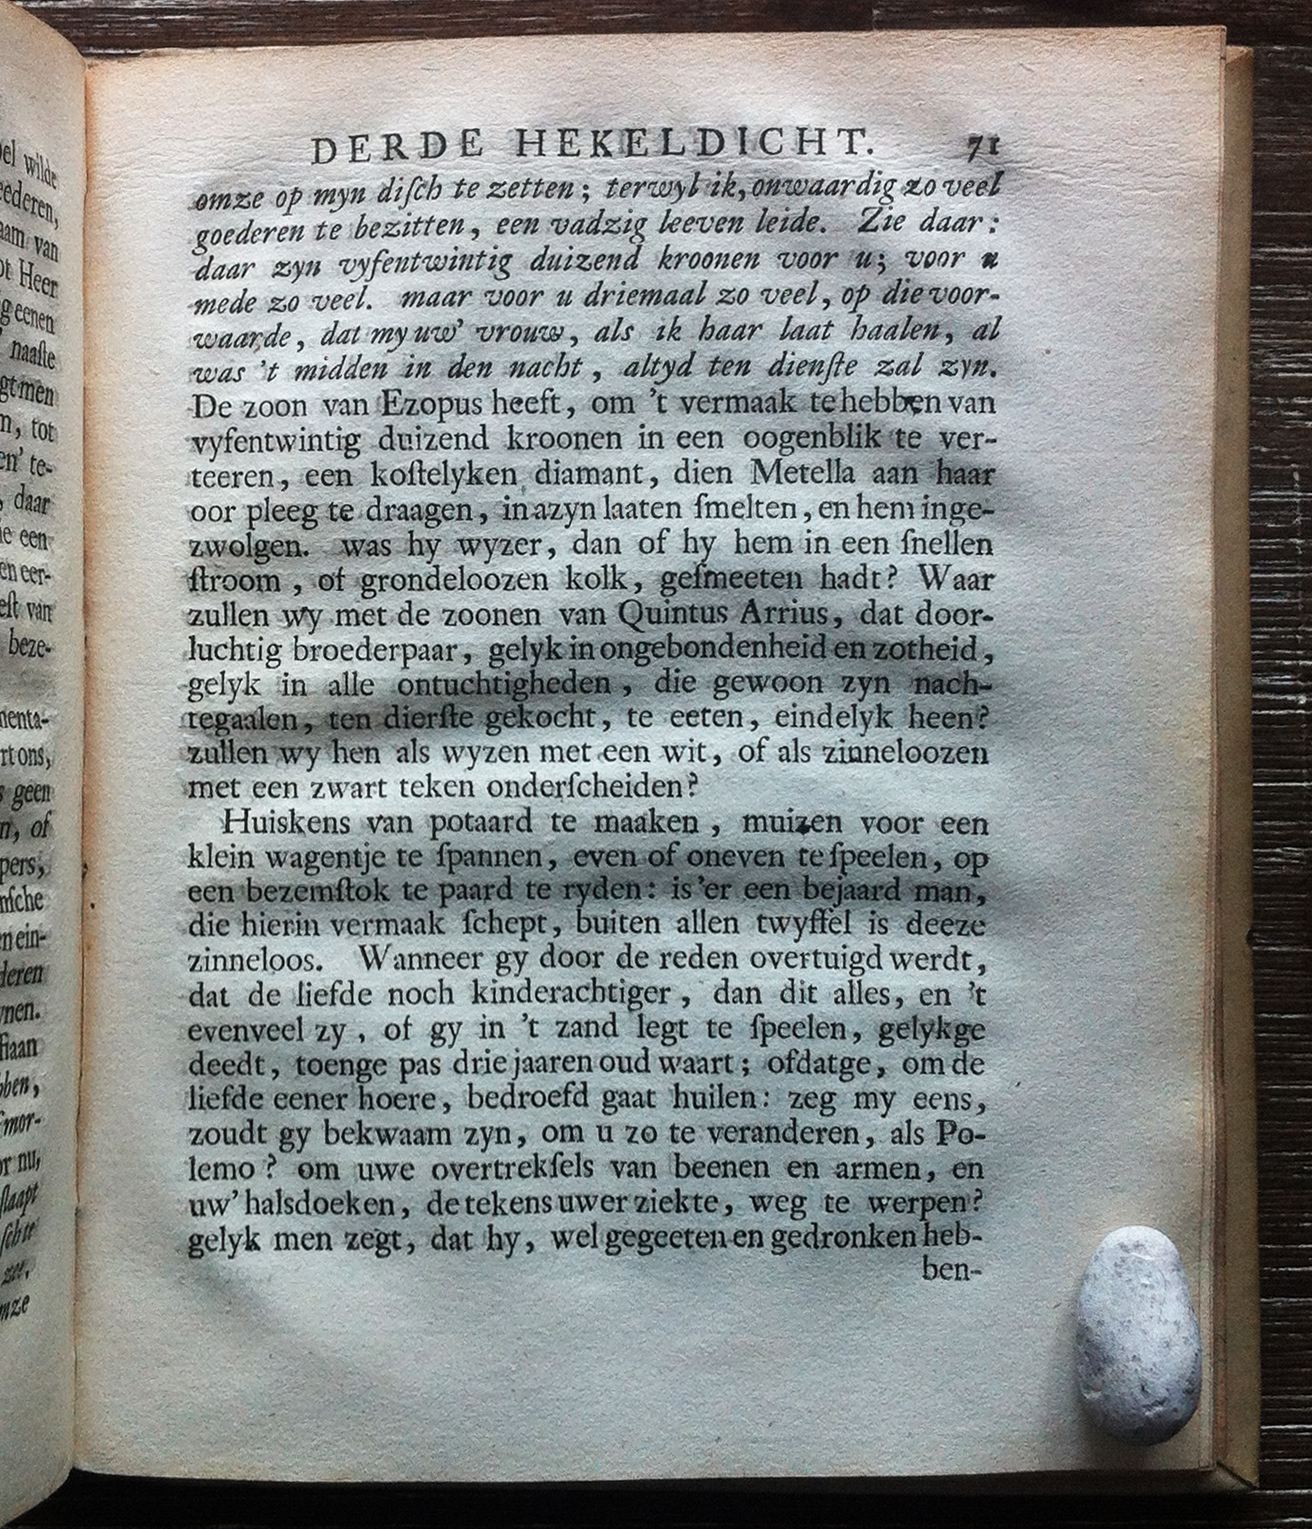 DERDE HEKELDICHT. 71
omze op myn diſch te zetten; terwyl ik, onwaardig zo veel
goederen te bezitten, een vadzig leeven leide. Zie daar:
daar zyn vyfentwintig duizend kroonen voor u; voor u
mede zo veel. maar voor u driemaal zo veel, op die voor-
waarde, dat my uw' vrouw, als ik haar laat haalen, al
was 't midden in den nacht, altyd ten dienſte zal zyn.
De zoon van Ezopus heeft, om 't vermaak te hebben van
vyfentwintig duizend kroonen in een oogenblik te ver-
teeren, een koſtelyken diamant, dien Metella aan haar
oor pleeg te draagen, in azyn laaten ſmelten, en hem inge-
zwolgen. was hy wyzer, dan of hy hem in een ſnellen
ſtroom, of grondeloozen kolk, geſmeeten hadt? Waar
zullen wy met de zoonen van Quintus Arrius, dat door-
luchtig broederpaar, gelyk in ongebondenheid en zotheid,
gelyk in alle ontuchtigheden, die gewoon zyn nach-
tegaalen, ten dierſte gekocht, te eeten, eindelyk heen?
zullen wy hen als wyzen met een wit, of als zinneloozen
met een zwart teken onderſcheiden?
Huiskens van potaard te maaken, muizen voor een
klein wagentje te ſpannen, even of oneven te ſpeelen, op
een bezemſtok te paard te ryden: is 'er een bejaard man,
die hierin vermaak ſchept, buiten allen twyffel is deeze
zinneloos. Wanneer gy door de reden overtuigd werdt,
dat de liefde noch kinderachtiger, dan dit alles, en 't
evenveel zy, of gy in 't zand legt te ſpeelen, gelykge
deedt, toenge pas drie jaaren oud waart; ofdatge, om de
liefde eener hoere, bedroefd gaat huilen: zeg my eens,
zoudt gy bekwaam zyn, om u zo te veranderen, als Po-
lemo? om uwe overtrekſels van beenen en armen, en
uw' halsdoeken, de tekens uwer ziekte, weg te werpen?
gelyk men zegt, dat hy, wel gegeeten en gedronken heb-
ben-